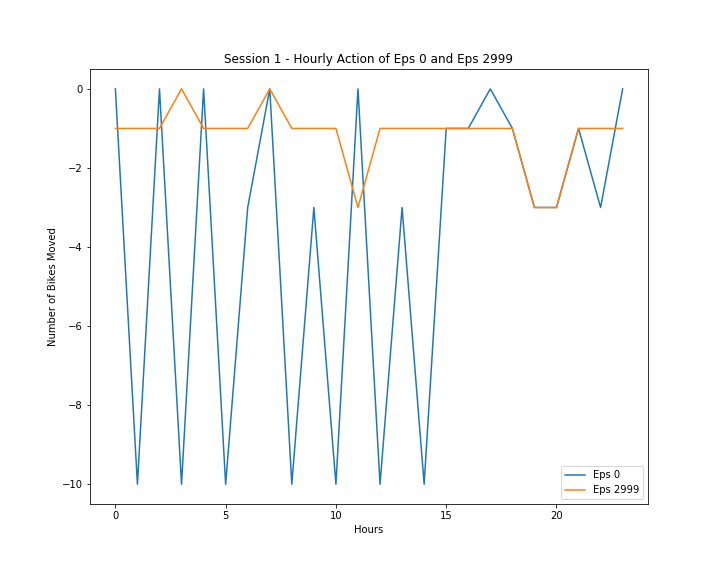 Session 1 - Hourly Action of Eps 0 and Eps 2999
Number of Bikes Moved
0
−2
−4
−6
−8
−10
0
5
10
15
20
Hours
Eps 0
Eps 2999